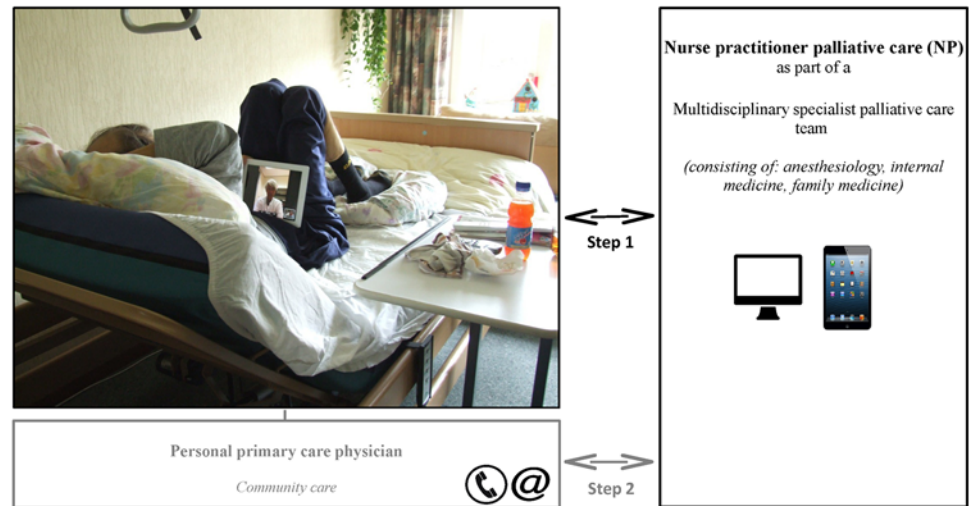 Nurse practitioner palliative care (NP)
as part of a
Multidisciplinary specialist palliative care
team
(consisting of: anesthesiology, internal
medicine, family medicine)
Step 1
Personal primary care physician
Community care
@
Step 2